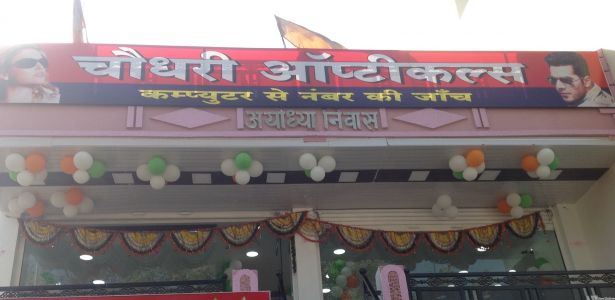 चौधरी ऑप्टीकल्स
कम्प्युटर से नंबर की जाँच
अयोध्या निवास